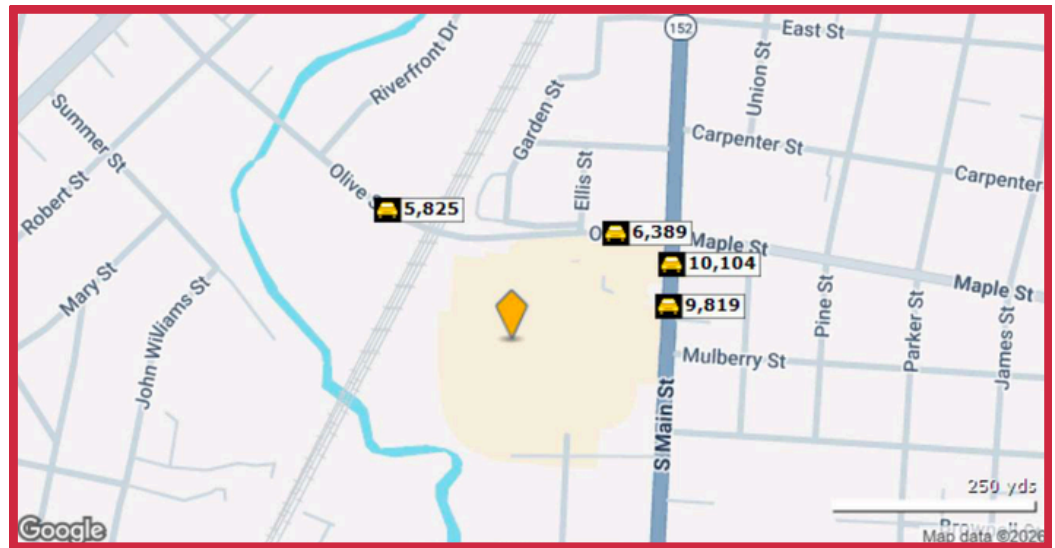 152
East St
Union St
Riverfront Dr
Garden St
Summer St
Carpenter St
Carpenter
Robert St
Olive S
Ellis St
5,825
6,389
Maple St
10,104
Maple St
9,819
Mary St
John Williams St
Pine St
Parker St
James St
Mulberry St
S Main St
250 yds
Google
Map data ©2026